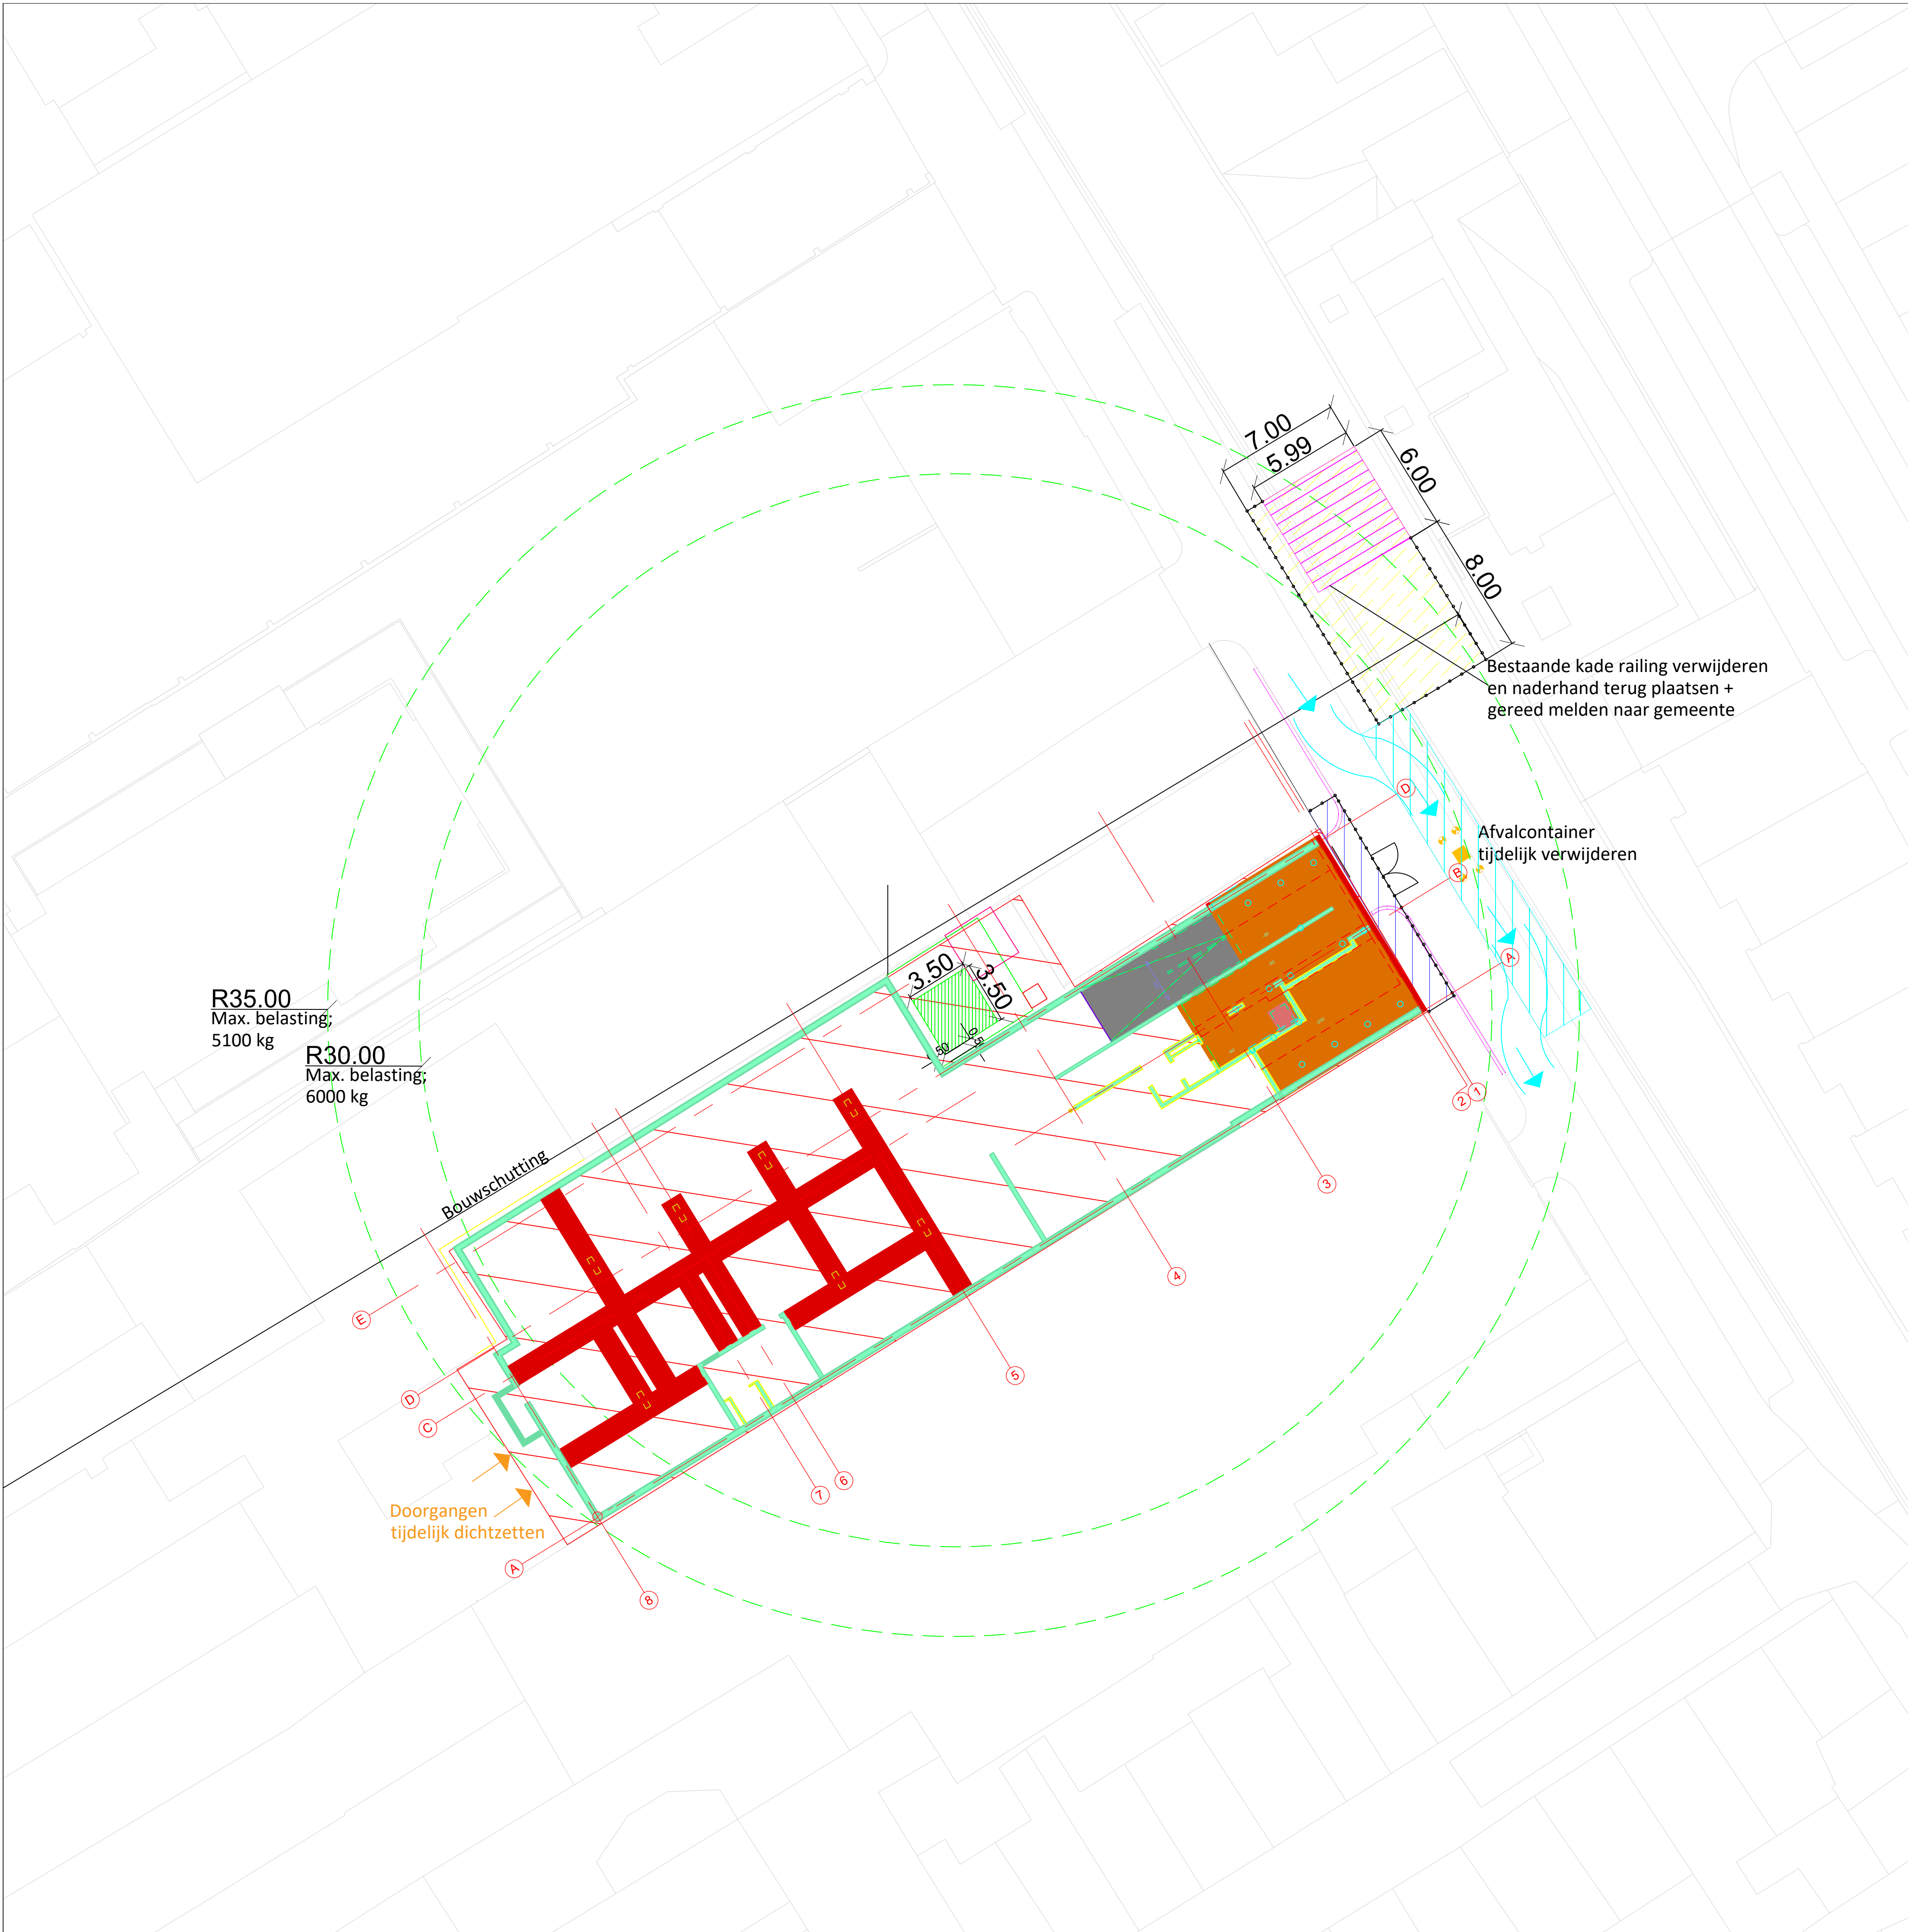 7.00
5.99
6.00
8.00
Bestaande kade railing verwijderen
en naderhand terug plaatsen +
gereed melden naar gemeente
D
Afvalcontainer
tijdelijk verwijderen
B
A
3.50
3.50
R35.00
Max. belasting;
5100 kg
R30.00
Max. belasting;
6000 kg
2
1
3
Bouwschutting
4
E
5
D
C
6
7
Doorgangen
tijdelijk dichtzetten
A
8